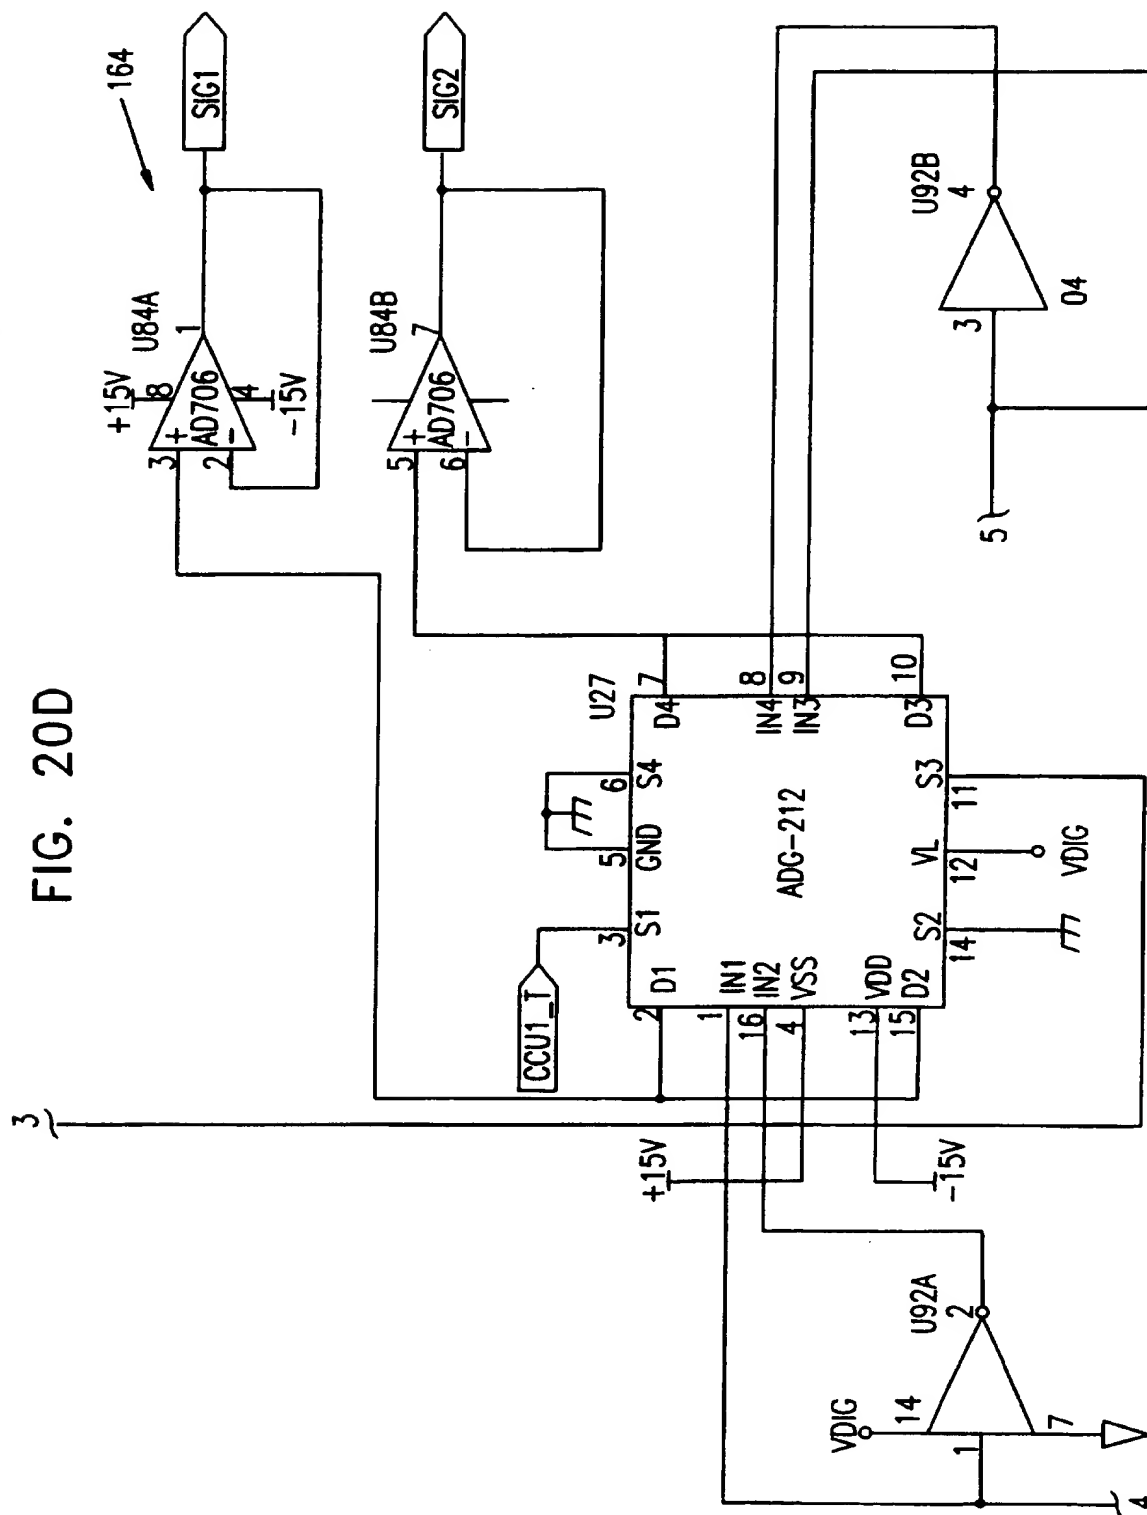 FIG. 20D
164
SIG1
SIG2
+15V
8
U84A
1
3
+
AD706
2
-
4
-15V
U84B
7
5
+
AD706
6
-
U92B
4
3
04
5
3
CCU1_T
U27
3
S1
5
GND
6
S4
2
D1
7
D4
1
IN1
16
IN2
4
VSS
13
VDD
15
D2
ADG-212
8
IN4
9
IN3
10
D3
14
S2
12
VL
11
S3
VDIG
+15V
-15V
U92A
2
VDIG
14
1
7
4